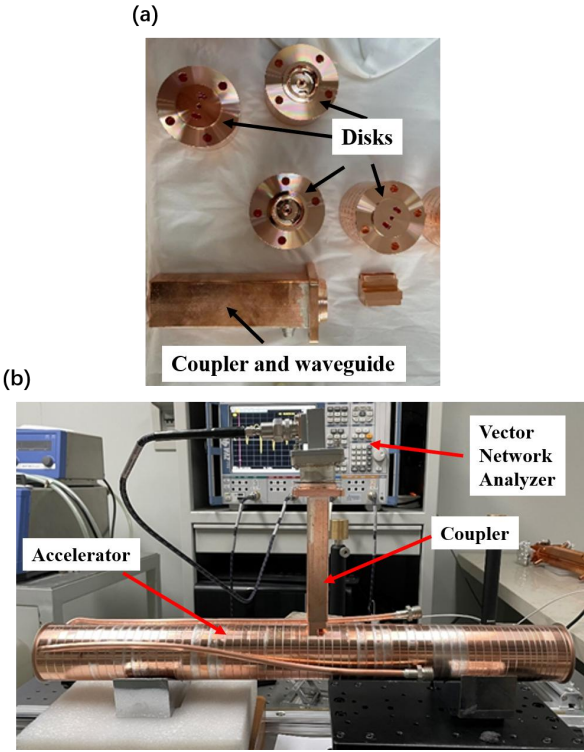 (a)
Disks
Coupler and waveguide
(b)
Vector
Network
Analyzer
Coupler
Accelerator